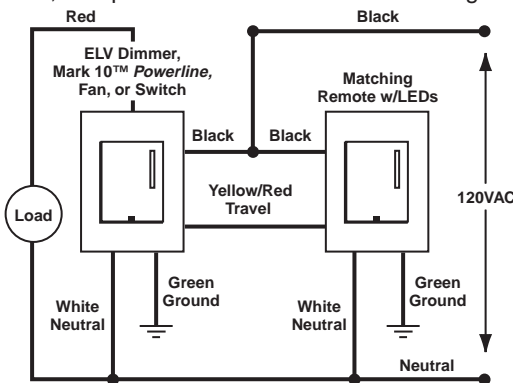 Red
Black
ELV Dimmer,
Mark 10™ Powerline,
Fan, or Switch
Matching
Remote w/LEDs
Black
Black
Yellow/Red
Travel
Load
120VAC
White
Neutral
Green
Ground
White
Neutral
Green
Ground
Neutral